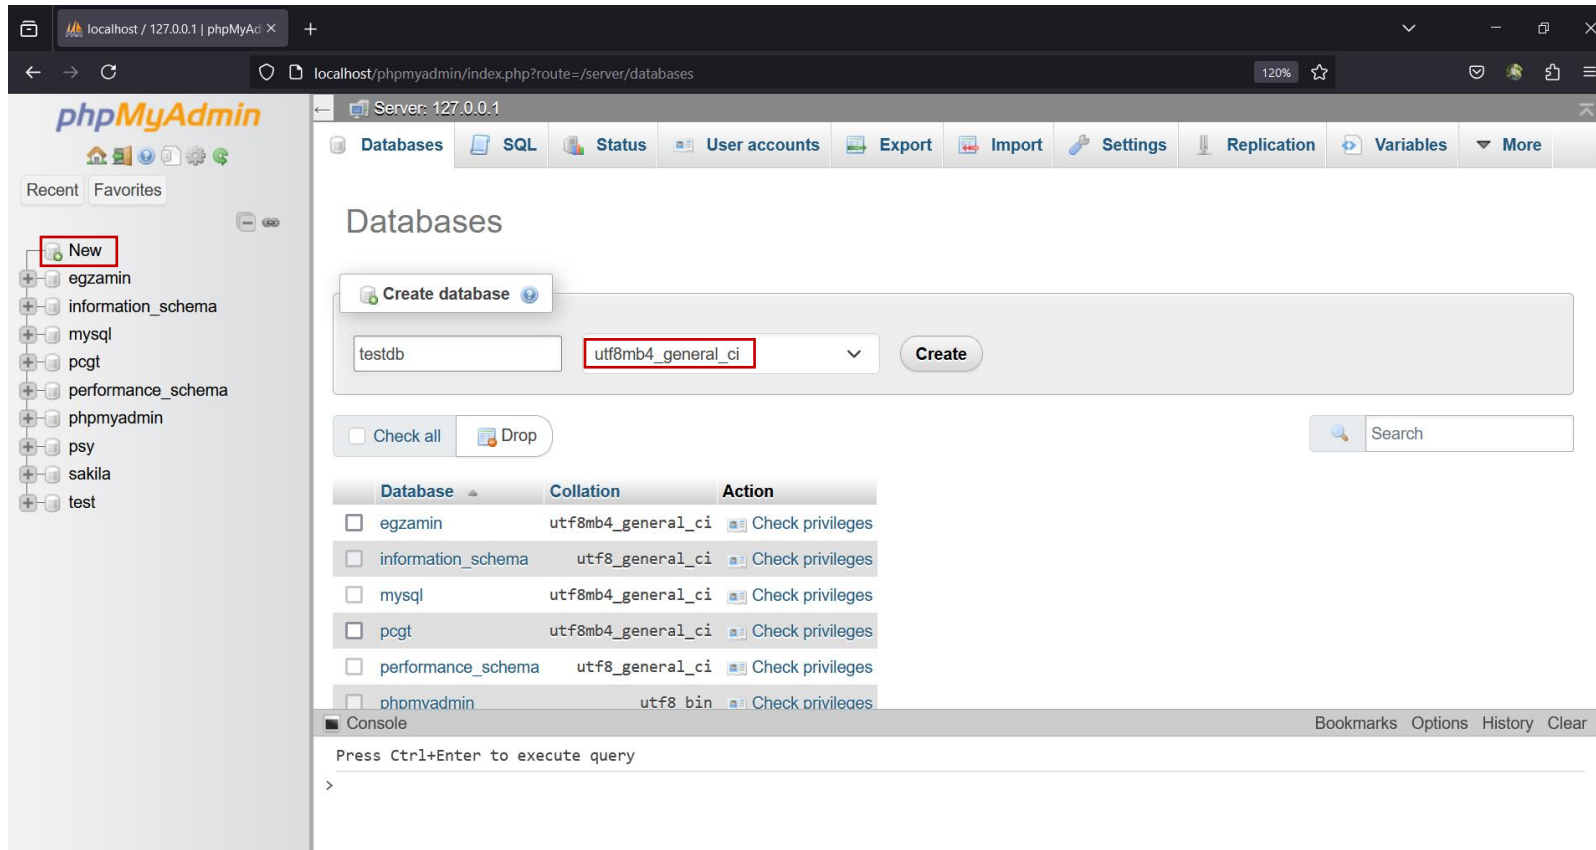 localhost / 127.0.0.1 | phpMyAd
localhost/phpmyadmin/index.php?route=/server/databases
120%
phpMyAdmin
Recent Favorites
New
egzamin
information_schema
mysql
pcgt
performance_schema
phpmyadmin
psy
sakila
test
Server: 127.0.0.1
Databases SQL Status User accounts Export Import Settings Replication Variables More
Databases
Create database
testdb utf8mb4_general_ci Create
Check all Drop Search
Database Collation Action
egzamin utf8mb4_general_ci Check privileges
information_schema utf8_general_ci Check privileges
mysql utf8mb4_general_ci Check privileges
pcgt utf8mb4_general_ci Check privileges
performance_schema utf8_general_ci Check privileges
phpmyadmin utf8_bin Check privileges
Console Bookmarks Options History Clear
Press Ctrl+Enter to execute query
>